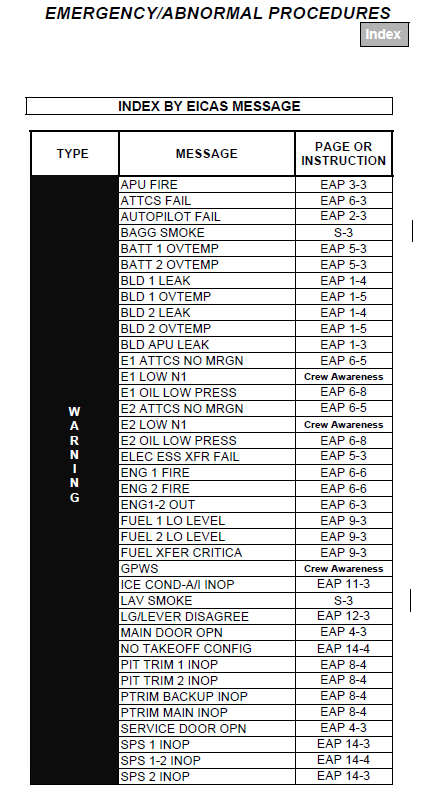 EMERGENCY/ABNORMAL PROCEDURES
Index
INDEX BY EICAS MESSAGE
TYPE MESSAGE PAGE OR INSTRUCTION
WARNING
APU FIRE EAP 3-3
ATTCS FAIL EAP 6-3
AUTOPILOT FAIL EAP 2-3
BAGG SMOKE S-3
BATT 1 OVTEMP EAP 5-3
BATT 2 OVTEMP EAP 5-3
BLD 1 LEAK EAP 1-4
BLD 1 OVTEMP EAP 1-5
BLD 2 LEAK EAP 1-4
BLD 2 OVTEMP EAP 1-5
BLD APU LEAK EAP 1-3
E1 ATTCS NO MRGN EAP 6-5
E1 LOW N1 Crew Awareness
E1 OIL LOW PRESS EAP 6-8
E2 ATTCS NO MRGN EAP 6-5
E2 LOW N1 Crew Awareness
E2 OIL LOW PRESS EAP 6-8
ELEC ESS XFR FAIL EAP 5-3
ENG 1 FIRE EAP 6-6
ENG 2 FIRE EAP 6-6
ENG1-2 OUT EAP 6-3
FUEL 1 LO LEVEL EAP 9-3
FUEL 2 LO LEVEL EAP 9-3
FUEL XFER CRITICA EAP 9-3
GPWS Crew Awareness
ICE COND-A/I INOP EAP 11-3
LAV SMOKE S-3
LG/LEVER DISAGREE EAP 12-3
MAIN DOOR OPN EAP 4-3
NO TAKEOFF CONFIG EAP 14-4
PIT TRIM 1 INOP EAP 8-4
PIT TRIM 2 INOP EAP 8-4
PTRIM BACKUP INOP EAP 8-4
PTRIM MAIN INOP EAP 8-4
SERVICE DOOR OPN EAP 4-3
SPS 1 INOP EAP 14-3
SPS 1-2 INOP EAP 14-4
SPS 2 INOP EAP 14-3